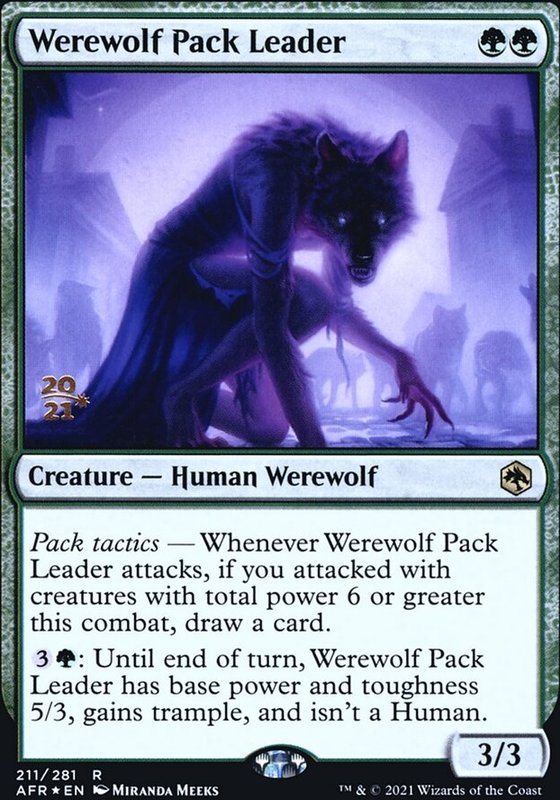 Werewolf Pack Leader
20
21
Creature — Human Werewolf
Pack tactics — Whenever Werewolf Pack
Leader attacks, if you attacked with
creatures with total power 6 or greater
this combat, draw a card.
3: Until end of turn, Werewolf Pack
Leader has base power and toughness
5/3, gains trample, and isn't a Human.
3/3
211/281 R
AFR★EN Miranda Meeks
™ & © 2021 Wizards of the Coast